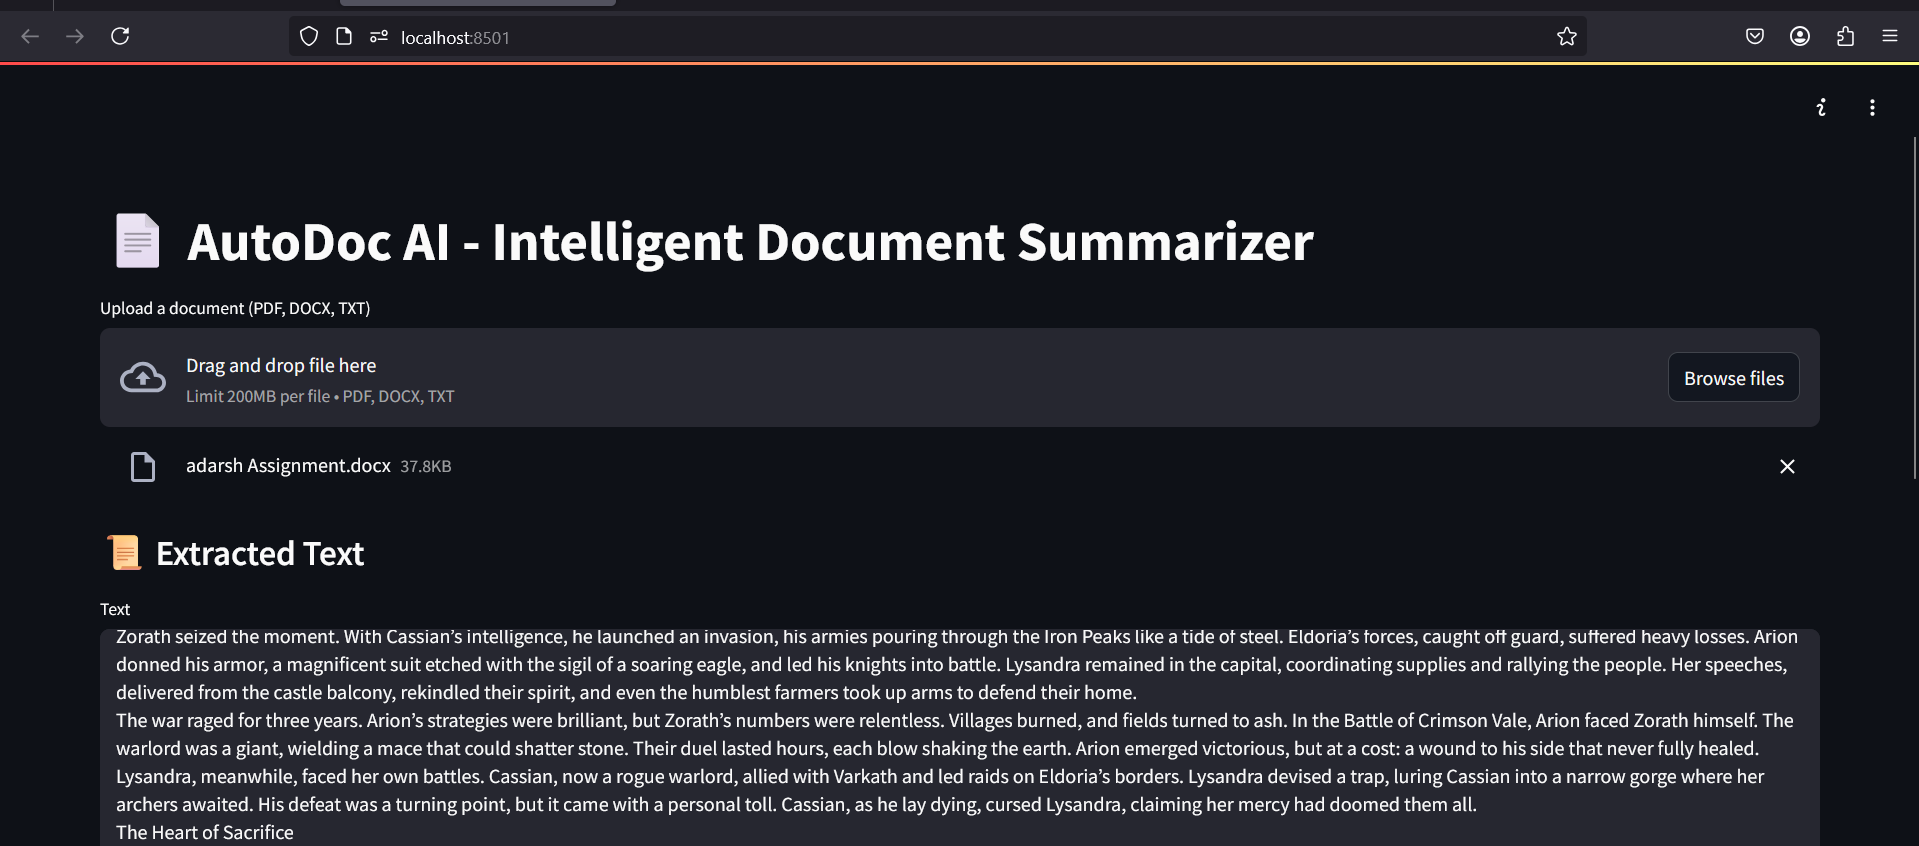 localhost:8501
AutoDoc AI - Intelligent Document Summarizer
Upload a document (PDF, DOCX, TXT)
Drag and drop file here
Limit 200MB per file • PDF, DOCX, TXT
Browse files
adarsh Assignment.docx 37.8KB
Extracted Text
Text
Zorath seized the moment. With Cassian’s intelligence, he launched an invasion, his armies pouring through the Iron Peaks like a tide of steel. Eldoria’s forces, caught off guard, suffered heavy losses. Arion
donned his armor, a magnificent suit etched with the sigil of a soaring eagle, and led his knights into battle. Lysandra remained in the capital, coordinating supplies and rallying the people. Her speeches,
delivered from the castle balcony, rekindled their spirit, and even the humblest farmers took up arms to defend their home.
The war raged for three years. Arion’s strategies were brilliant, but Zorath’s numbers were relentless. Villages burned, and fields turned to ash. In the Battle of Crimson Vale, Arion faced Zorath himself. The
warlord was a giant, wielding a mace that could shatter stone. Their duel lasted hours, each blow shaking the earth. Arion emerged victorious, but at a cost: a wound to his side that never fully healed.
Lysandra, meanwhile, faced her own battles. Cassian, now a rogue warlord, allied with Varkath and led raids on Eldoria’s borders. Lysandra devised a trap, luring Cassian into a narrow gorge where her
archers awaited. His defeat was a turning point, but it came with a personal toll. Cassian, as he lay dying, cursed Lysandra, claiming her mercy had doomed them all.
The Heart of Sacrifice